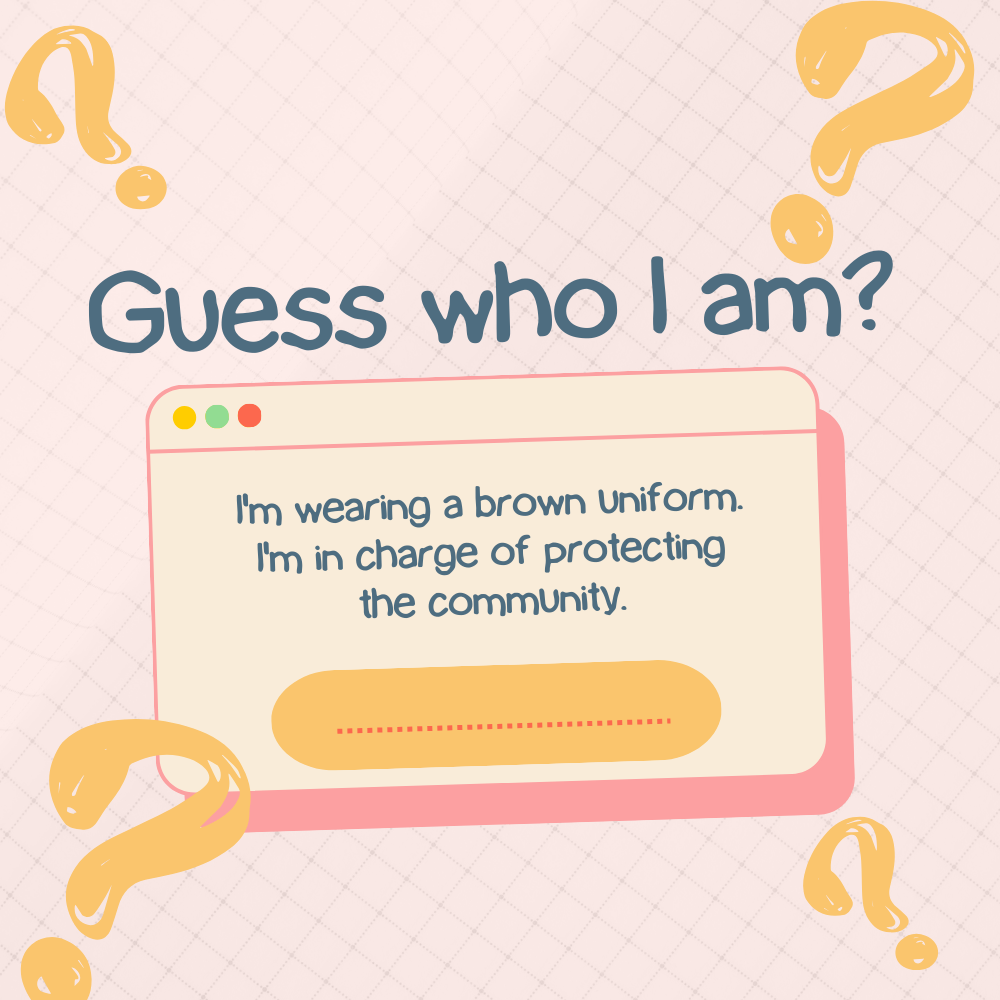 Guess who I am?
I'm wearing a brown uniform.
I'm in charge of protecting
the community.